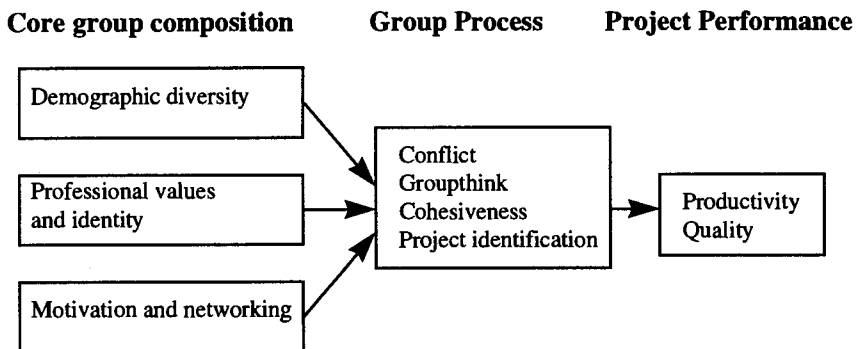 Core group composition
Group Process
Project Performance
Demographic diversity
Professional values
and identity
Motivation and networking
Conflict
Groupthink
Cohesiveness
Project identification
Productivity
Quality